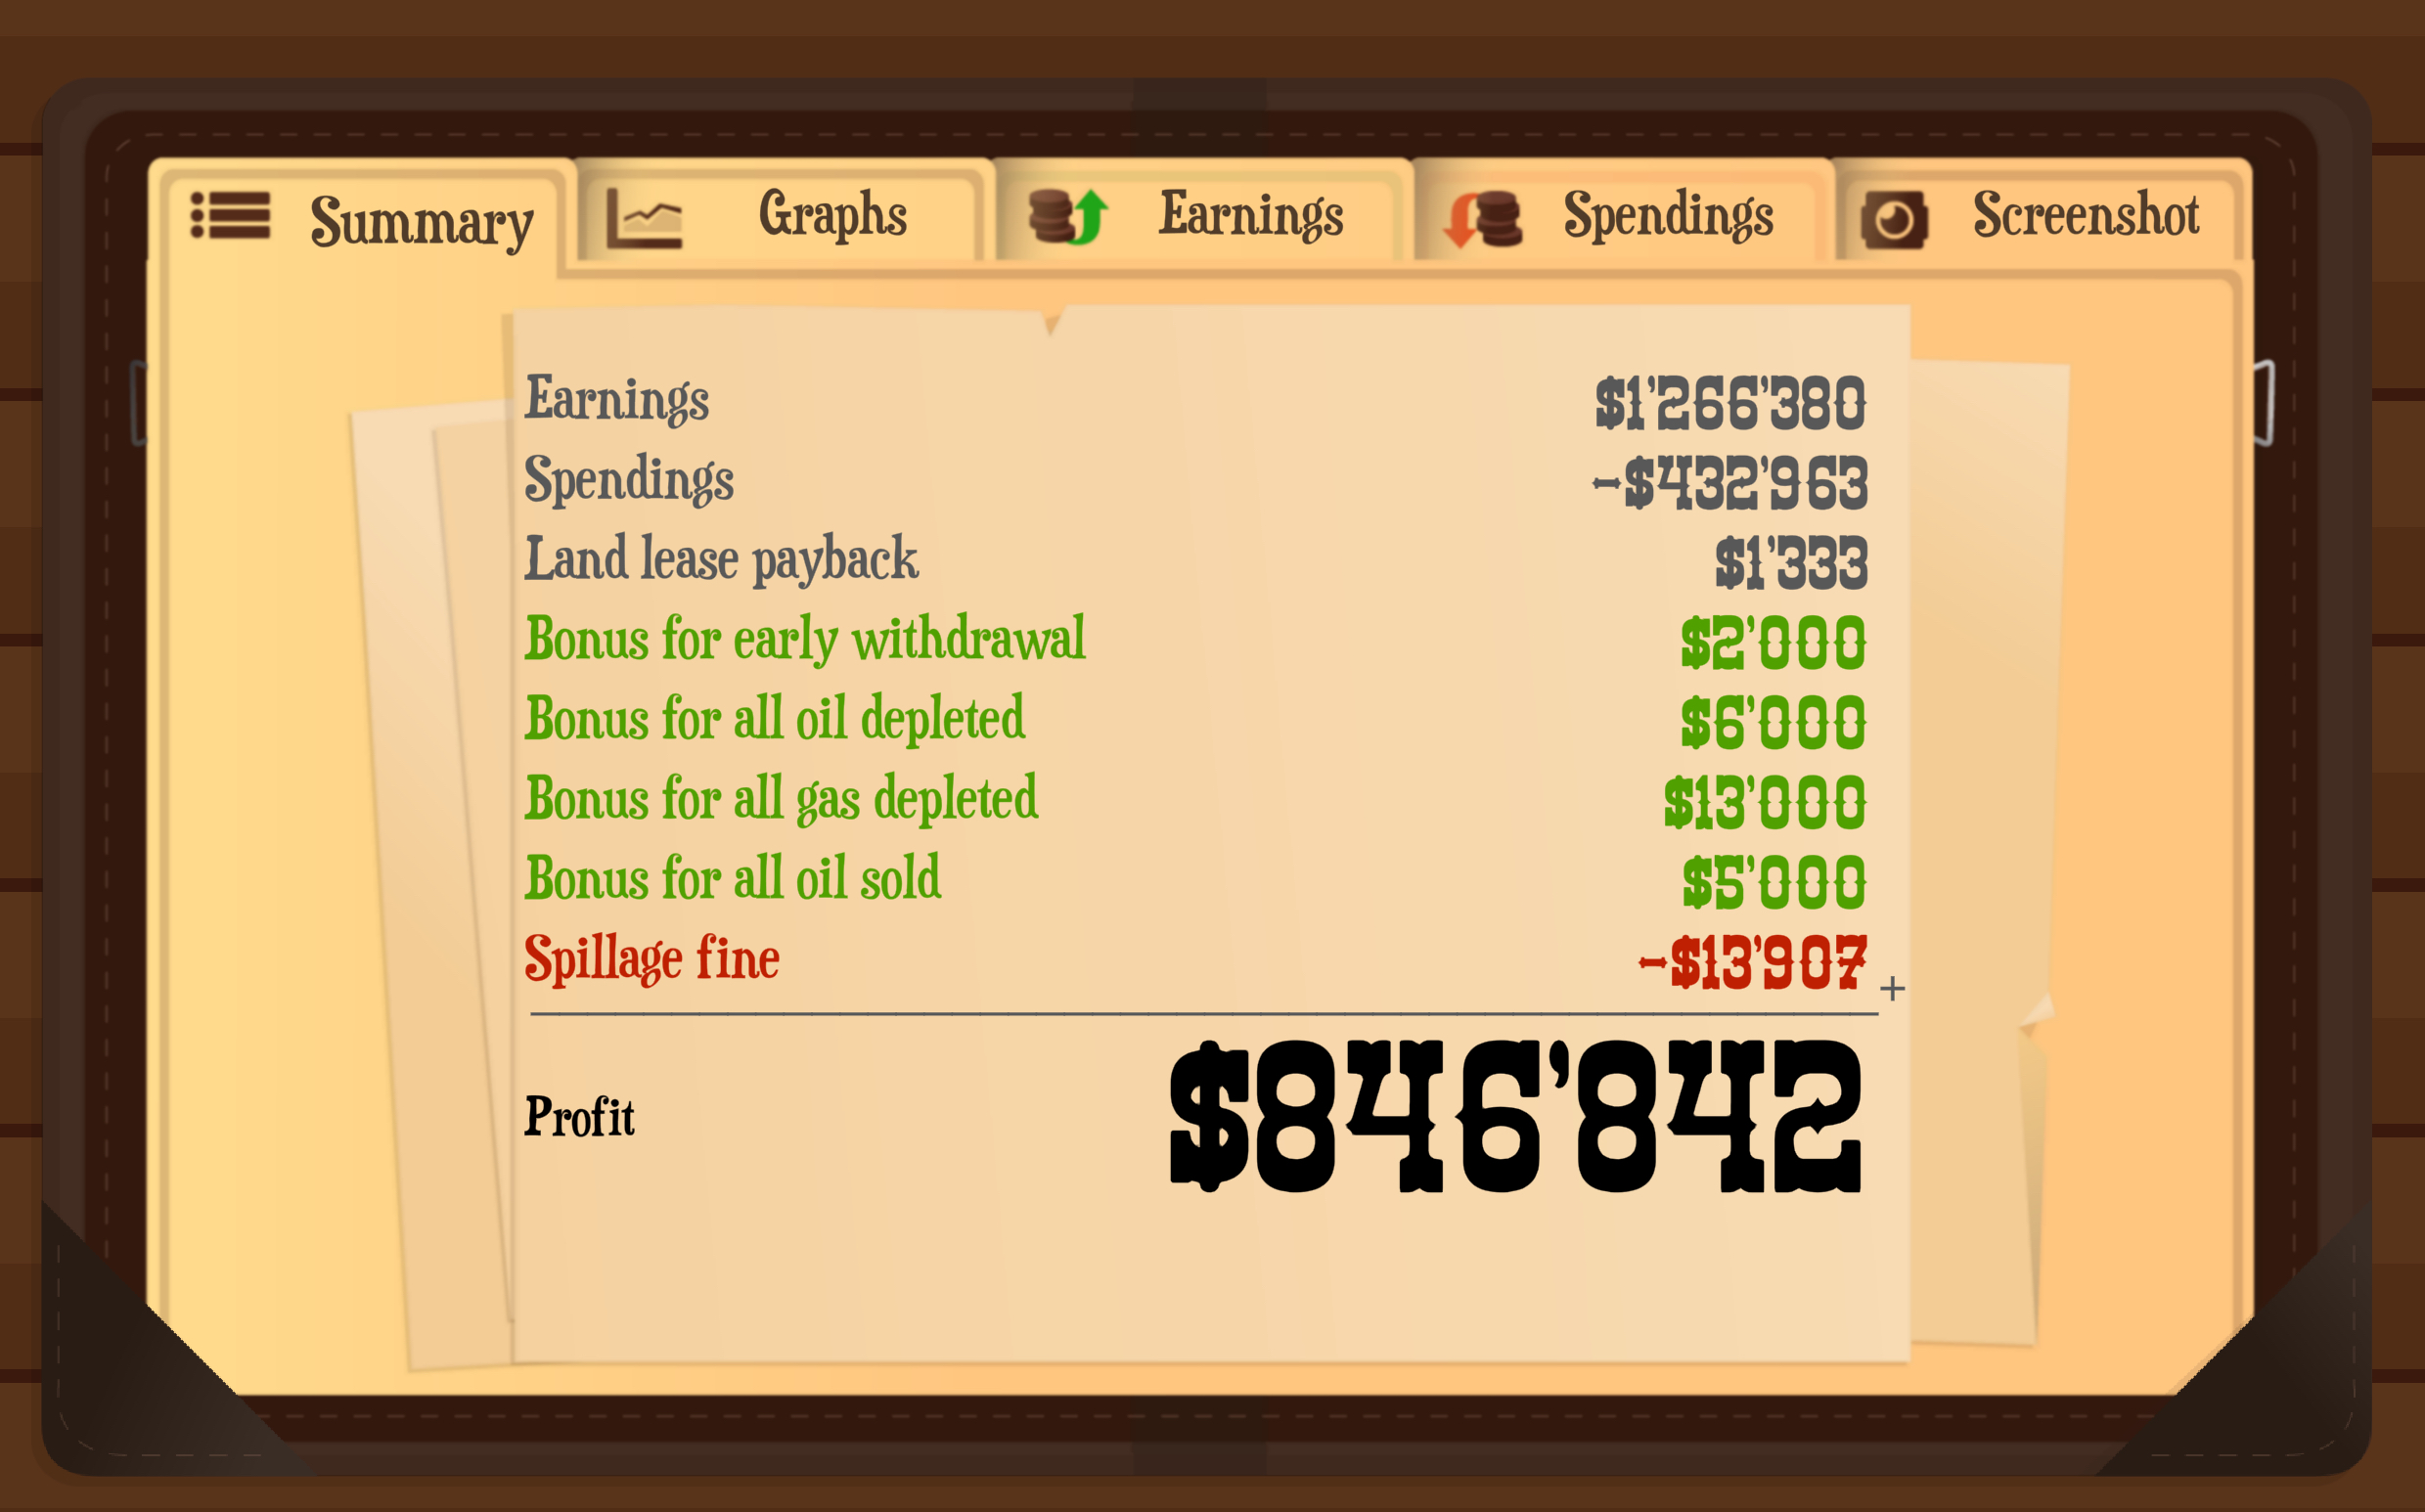 Summary Graphs Earnings Spendings Screenshot
Earnings $1'266'380
Spendings -$432'963
Land lease payback $1'333
Bonus for early withdrawal $2'000
Bonus for all oil depleted $6'000
Bonus for all gas depleted $13'000
Bonus for all oil sold $5'000
Spillage fine -$13'907
+
Profit $846'842